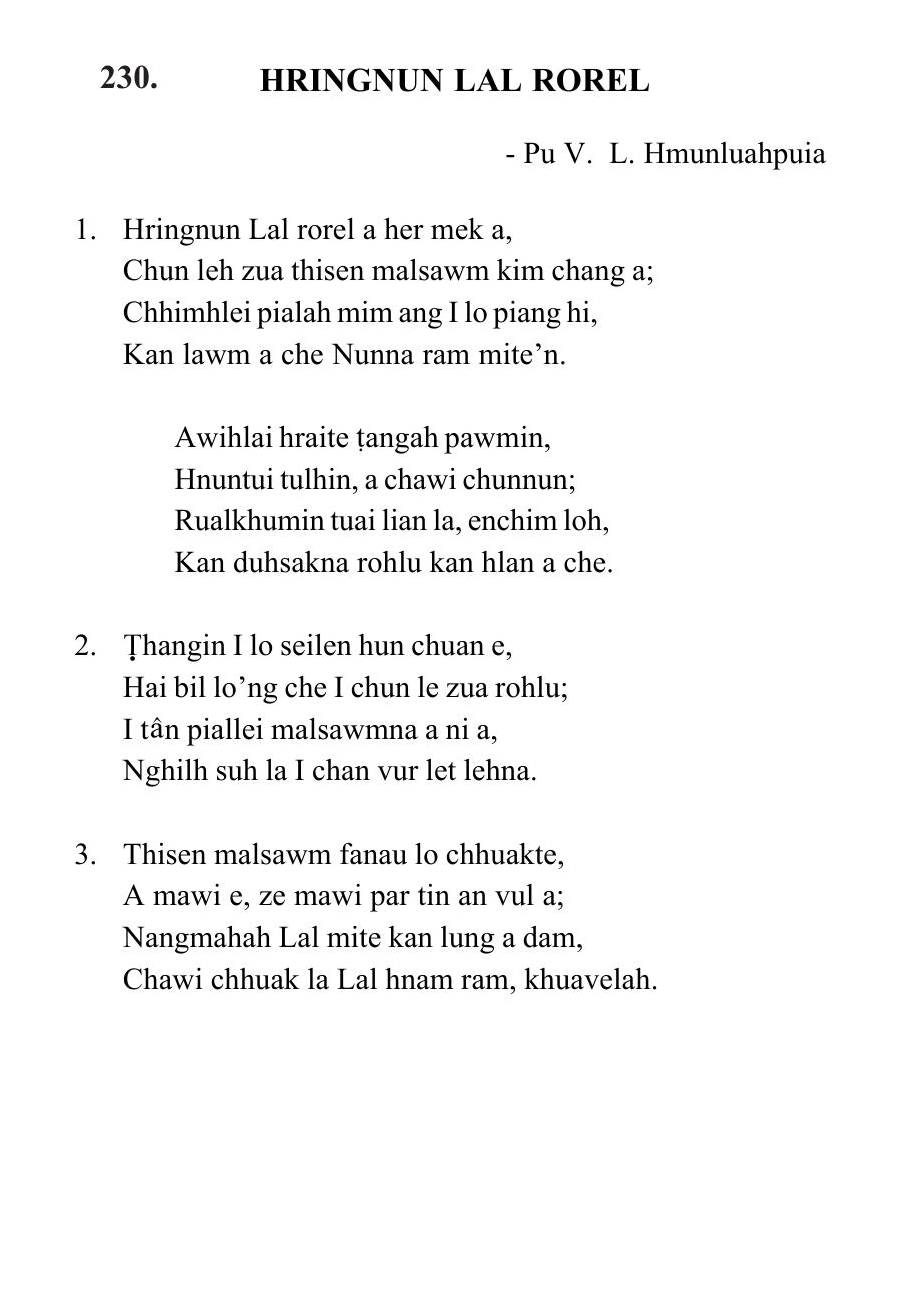 230. HRINGNUN LAL ROREL
- Pu V. L. Hmunluahpuia
1. Hringnun Lal rorel a her mek a,
Chun leh zua thisen malsawm kim chang a;
Chhimhlei pialah mim ang I lo piang hi,
Kan lawm a che Nunna ram mite’n.
Awihlai hraite ṭangah pawmin,
Hnuntui tulhin, a chawi chunnun;
Rualkhumin tuai lian la, enchim loh,
Kan duhsakna rohlu kan hlan a che.
2. Ṭhangin I lo seilen hun chuan e,
Hai bil lo’ng che I chun le zua rohlu;
I tân piallei malsawmna a ni a,
Nghilh suh la I chan vur let lehna.
3. Thisen malsawm fanau lo chhuakte,
A mawi e, ze mawi par tin an vul a;
Nangmahah Lal mite kan lung a dam,
Chawi chhuak la Lal hnam ram, khuavelah.